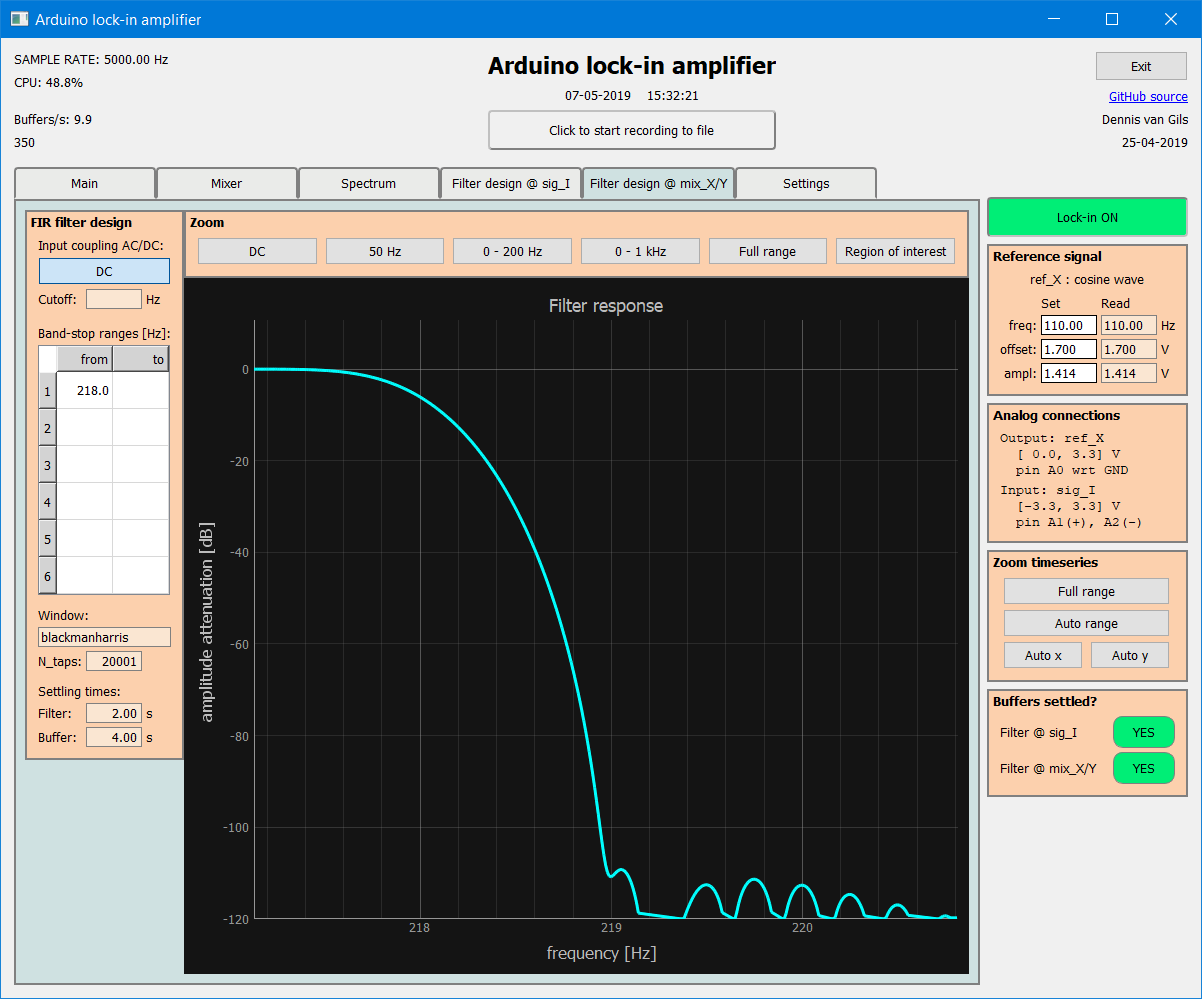 Arduino lock-in amplifier
SAMPLE RATE: 5000.00 Hz
CPU: 48.8%
Buffers/s: 9.9
350
Arduino lock-in amplifier
07-05-2019 15:32:21
Click to start recording to file
Exit
GitHub source
Dennis van Gils
25-04-2019
Main Mixer Spectrum Filter design @ sig_I Filter design @ mix_X/Y Settings
FIR filter design
Input coupling AC/DC:
DC
Cutoff: Hz
Band-stop ranges [Hz]:
from to
1 218.0
2
3
4
5
6
Window:
blackmanharris
N_taps: 20001
Settling times:
Filter: 2.00 s
Buffer: 4.00 s
Zoom
DC 50 Hz 0 - 200 Hz 0 - 1 kHz Full range Region of interest
Filter response
amplitude attenuation [dB]
0
-20
-40
-60
-80
-100
-120
218 219 220
frequency [Hz]
Lock-in ON
Reference signal
ref_X : cosine wave
Set Read
freq: 110.00 110.00 Hz
offset: 1.700 1.700 V
ampl: 1.414 1.414 V
Analog connections
Output: ref_X
[ 0.0, 3.3] V
pin A0 wrt GND
Input: sig_I
[-3.3, 3.3] V
pin A1(+), A2(-)
Zoom timeseries
Full range
Auto range
Auto x Auto y
Buffers settled?
Filter @ sig_I YES
Filter @ mix_X/Y YES